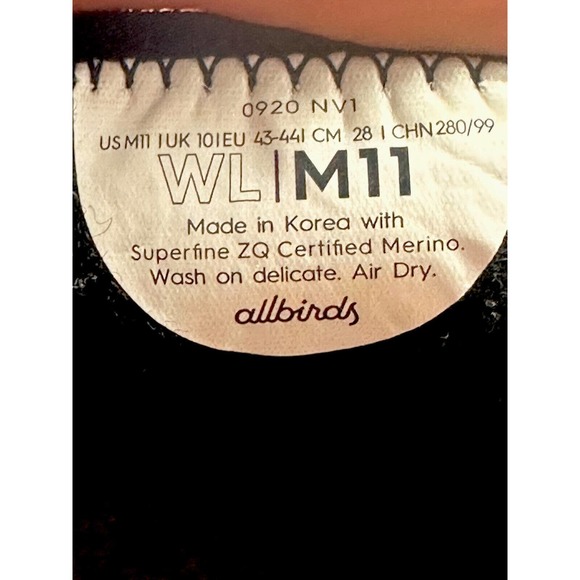 0920 NV1
US M11 | UK 10 | EU 43-44 | CM 28 | CHN 280/99
WL | M11
Made in Korea with
Superfine ZQ Certified Merino.
Wash on delicate. Air Dry.
allbirds